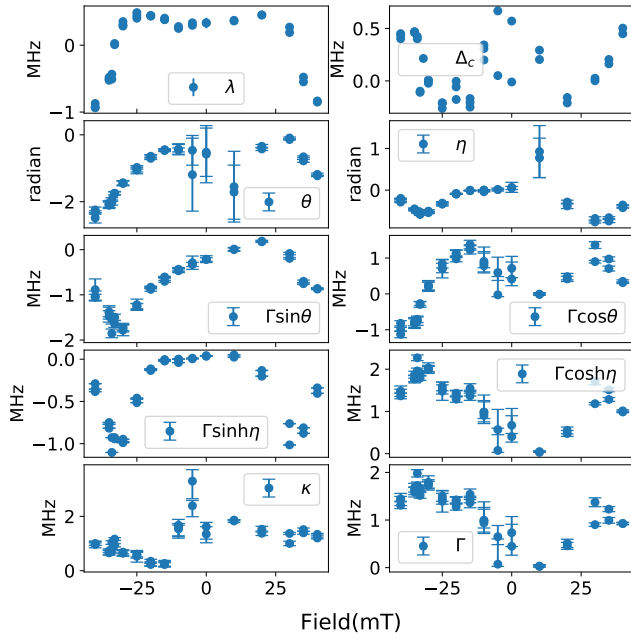 MHz
0
−1
λ
0.5
0.0
MHz
Δc
radian
0
−2
θ
radian
1
0
η
MHz
0
−1
−2
Γsinθ
MHz
1
0
−1
Γcosθ
MHz
0.0
−0.5
−1.0
Γsinhη
MHz
2
1
0
Γcoshη
MHz
2
0
κ
−25 0 25
MHz
2
1
0
Γ
−25 0 25
Field(mT)